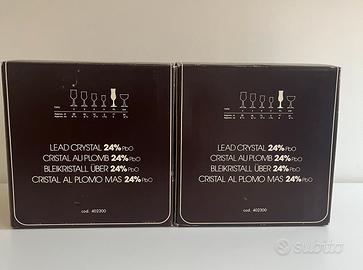 LEAD CRYSTAL 24% PbO
CRISTAL AU PLOMB 24% PbO
BLEIKRISTALL ÜBER 24% PbO
CRISTAL AL PLOMO MAS 24% PbO
cod. 402300
LEAD CRYSTAL 24% PbO
CRISTAL AU PLOMB 24% PbO
BLEIKRISTALL ÜBER 24% PbO
CRISTAL AL PLOMO MAS 24% PbO
cod. 402300
subito